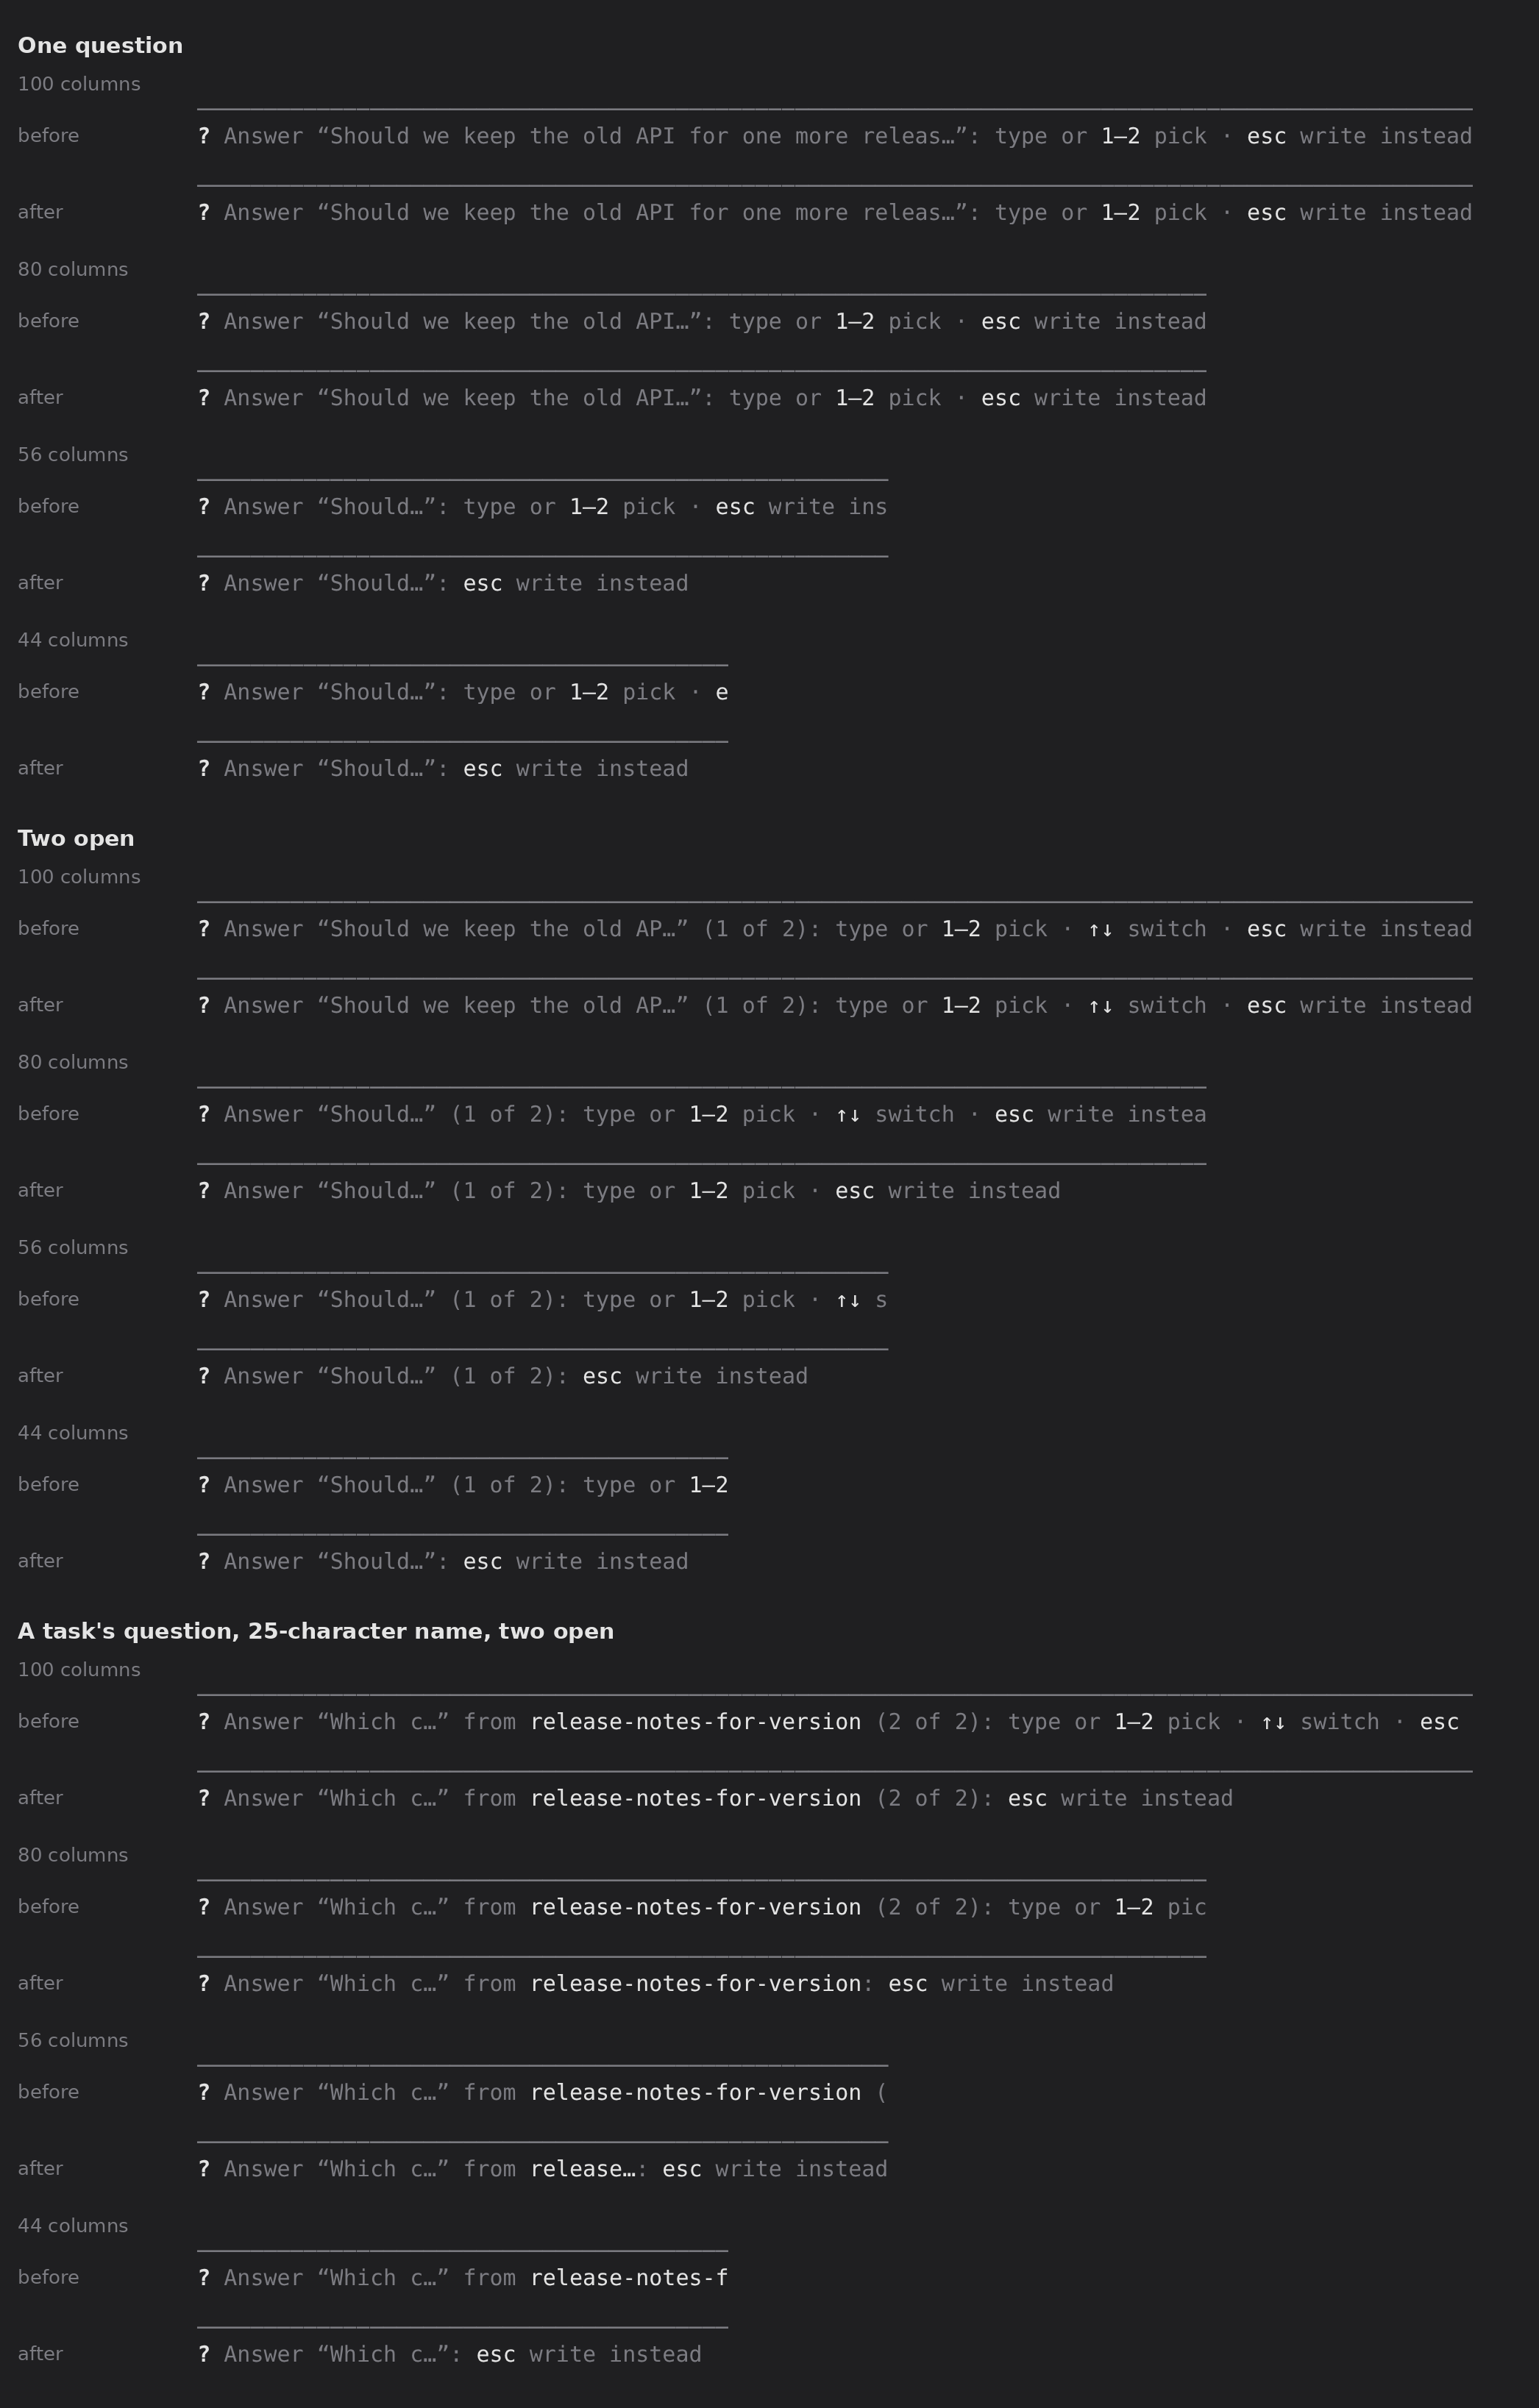 One question
100 columns
before ? Answer “Should we keep the old API for one more releas…”: type or 1–2 pick · esc write instead
after ? Answer “Should we keep the old API for one more releas…”: type or 1–2 pick · esc write instead
80 columns
before ? Answer “Should we keep the old API…”: type or 1–2 pick · esc write instead
after ? Answer “Should we keep the old API…”: type or 1–2 pick · esc write instead
56 columns
before ? Answer “Should…”: type or 1–2 pick · esc write ins
after ? Answer “Should…”: esc write instead
44 columns
before ? Answer “Should…”: type or 1–2 pick · e
after ? Answer “Should…”: esc write instead
Two open
100 columns
before ? Answer “Should we keep the old AP…” (1 of 2): type or 1–2 pick · ↑↓ switch · esc write instead
after ? Answer “Should we keep the old AP…” (1 of 2): type or 1–2 pick · ↑↓ switch · esc write instead
80 columns
before ? Answer “Should…” (1 of 2): type or 1–2 pick · ↑↓ switch · esc write instea
after ? Answer “Should…” (1 of 2): type or 1–2 pick · esc write instead
56 columns
before ? Answer “Should…” (1 of 2): type or 1–2 pick · ↑↓ s
after ? Answer “Should…” (1 of 2): esc write instead
44 columns
before ? Answer “Should…” (1 of 2): type or 1–2
after ? Answer “Should…”: esc write instead
A task's question, 25-character name, two open
100 columns
before ? Answer “Which c…” from release-notes-for-version (2 of 2): type or 1–2 pick · ↑↓ switch · esc
after ? Answer “Which c…” from release-notes-for-version (2 of 2): esc write instead
80 columns
before ? Answer “Which c…” from release-notes-for-version (2 of 2): type or 1–2 pic
after ? Answer “Which c…” from release-notes-for-version: esc write instead
56 columns
before ? Answer “Which c…” from release-notes-for-version (
after ? Answer “Which c…” from release…: esc write instead
44 columns
before ? Answer “Which c…” from release-notes-f
after ? Answer “Which c…”: esc write instead